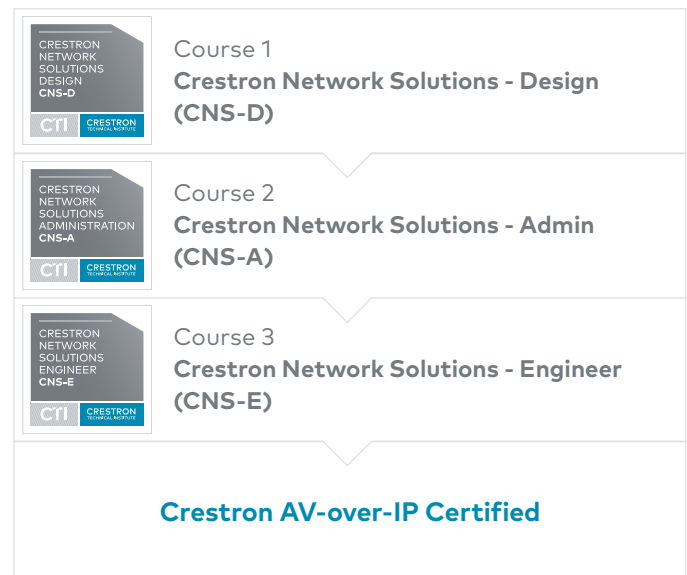 CRESTRON
NETWORK
SOLUTIONS
DESIGN
CNS-D
CTI
CRESTRON
TECHNICAL INSTITUTE
Course 1
Crestron Network Solutions - Design
(CNS-D)
CRESTRON
NETWORK
SOLUTIONS
ADMINISTRATION
CNS-A
CTI
CRESTRON
TECHNICAL INSTITUTE
Course 2
Crestron Network Solutions - Admin
(CNS-A)
CRESTRON
NETWORK
SOLUTIONS
ENGINEER
CNS-E
CTI
CRESTRON
TECHNICAL INSTITUTE
Course 3
Crestron Network Solutions - Engineer
(CNS-E)
Crestron AV-over-IP Certified